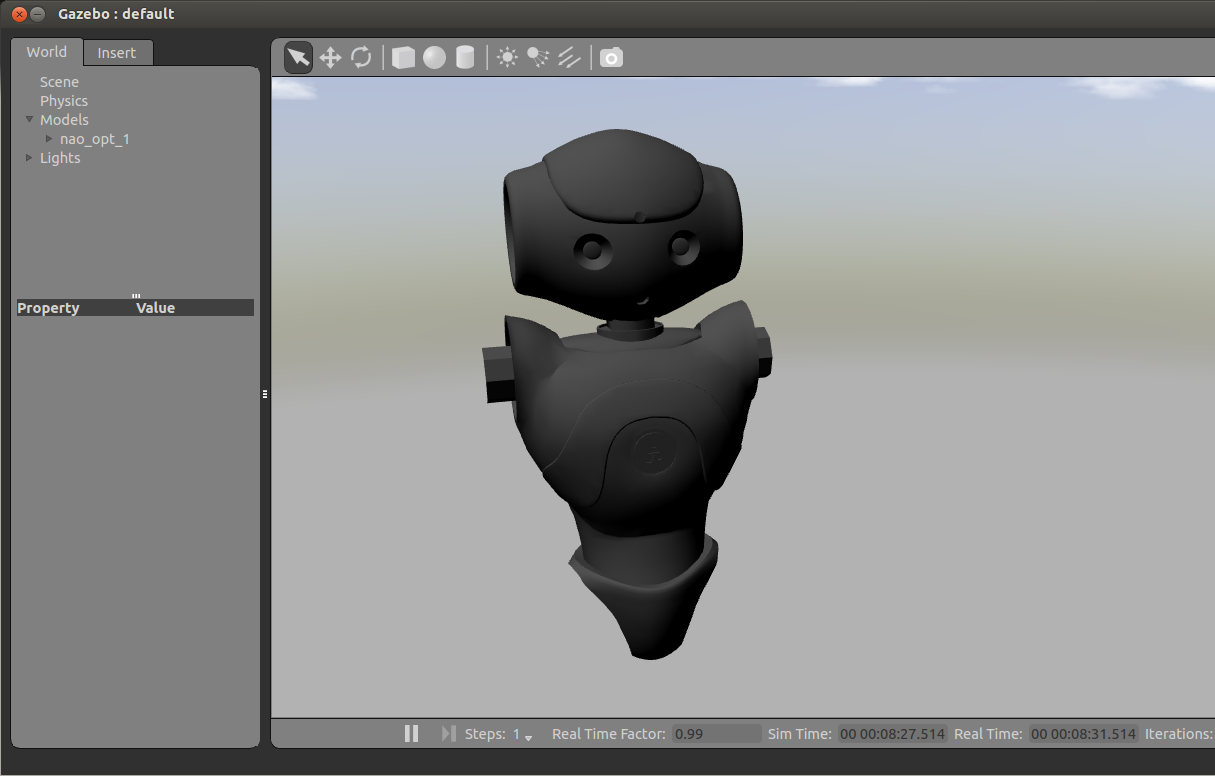 Gazebo : default
World Insert
Scene
Physics
Models
nao_opt_1
Lights
Property Value
Steps: 1 Real Time Factor: 0.99 Sim Time: 00 00:08:27.514 Real Time: 00 00:08:31.514 Iterations: